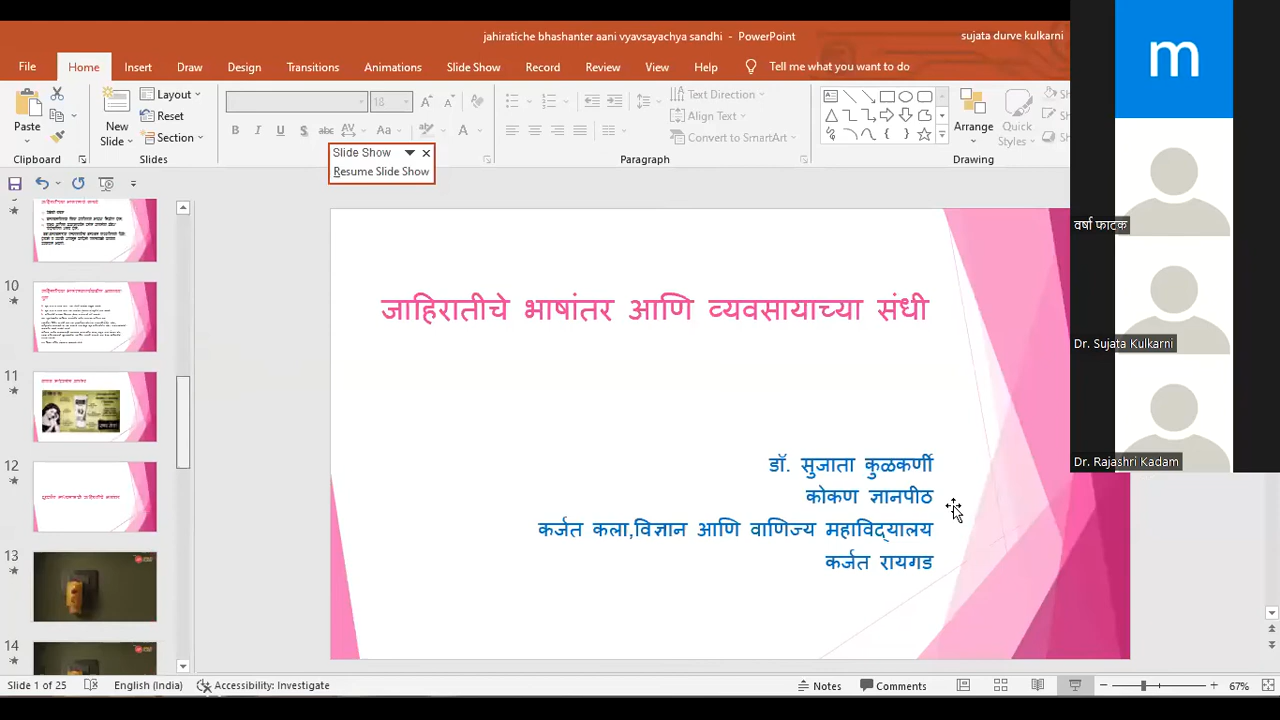 jahiratiche bhashanter aani vyavsayachya sandhi - PowerPoint
sujata durve kulkarni
File Home Insert Draw Design Transitions Animations Slide Show Record Review View Help Tell me what you want to do
Paste
Clipboard
New
Slide
Layout
Reset
Section
Slides
18
Slide Show
Resume Slide Show
Text Direction
Align Text
Convert to SmartArt
Paragraph
Arrange
Quick
Styles
Drawing
10
11
12
13
14
जाहिरातीचे भाषांतर आणि व्यवसायाच्या संधी
डॉ. सुजाता कुळकर्णी
कोकण ज्ञानपीठ
कर्जत कला,विज्ञान आणि वाणिज्य महाविद्यालय
कर्जत रायगड
m
वर्षा फाटक
Dr. Sujata Kulkarni
Dr. Rajashri Kadam
Slide 1 of 25 English (India) Accessibility: Investigate Notes Comments 67%